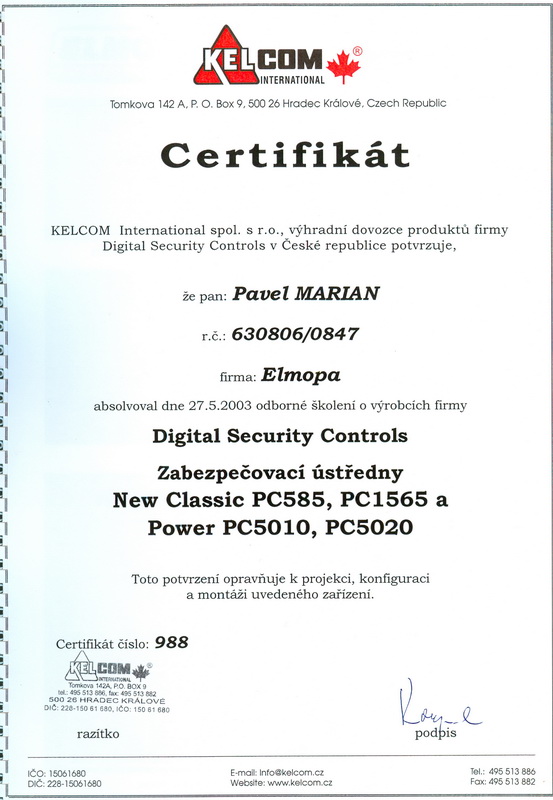 KELCOM ®
INTERNATIONAL
Tomkova 142 A, P. O. Box 9, 500 26 Hradec Králové, Czech Republic
Certifikát
KELCOM International spol. s r.o., výhradní dovozce produktů firmy
Digital Security Controls v České republice potvrzuje,
že pan: Pavel MARIAN
r.č.: 630806/0847
firma: Elmopa
absolvoval dne 27.5.2003 odborné školení o výrobcích firmy
Digital Security Controls
Zabezpečovací ústředny
New Classic PC585, PC1565 a
Power PC5010, PC5020
Toto potvrzení opravňuje k projekci, konfiguraci
a montáži uvedeného zařízení.
Certifikát číslo: 988
KELCOM
INTERNATIONAL
Tomkova 142A, P.O. BOX 9
tel.: 495 513 886, fax: 495 513 882
500 26 HRADEC KRÁLOVÉ
DIČ: 228-150 61 680, IČO: 150 61 680
razítko
podpis
IČO: 15061680
DIČ: 228-15061680
E-mail: info@kelcom.cz
Website: www.kelcom.cz
Tel.: 495 513 886
Fax: 495 513 882